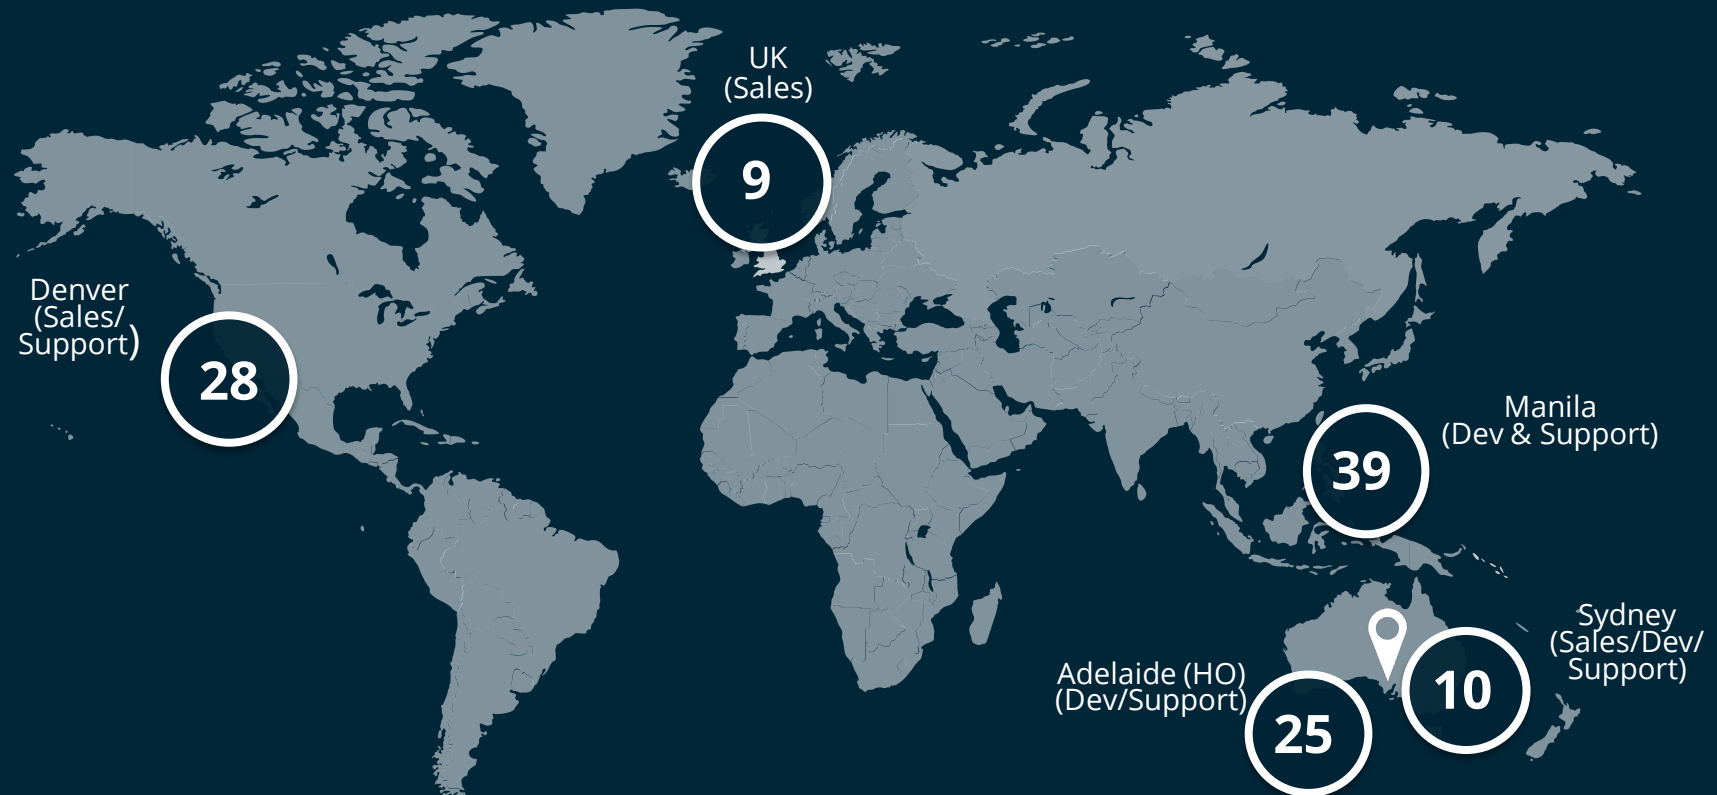 UK
(Sales)
9
Denver
(Sales/
Support)
28
Manila
(Dev & Support)
39
Sydney
(Sales/Dev/
Support)
10
Adelaide (HO)
(Dev/Support)
25